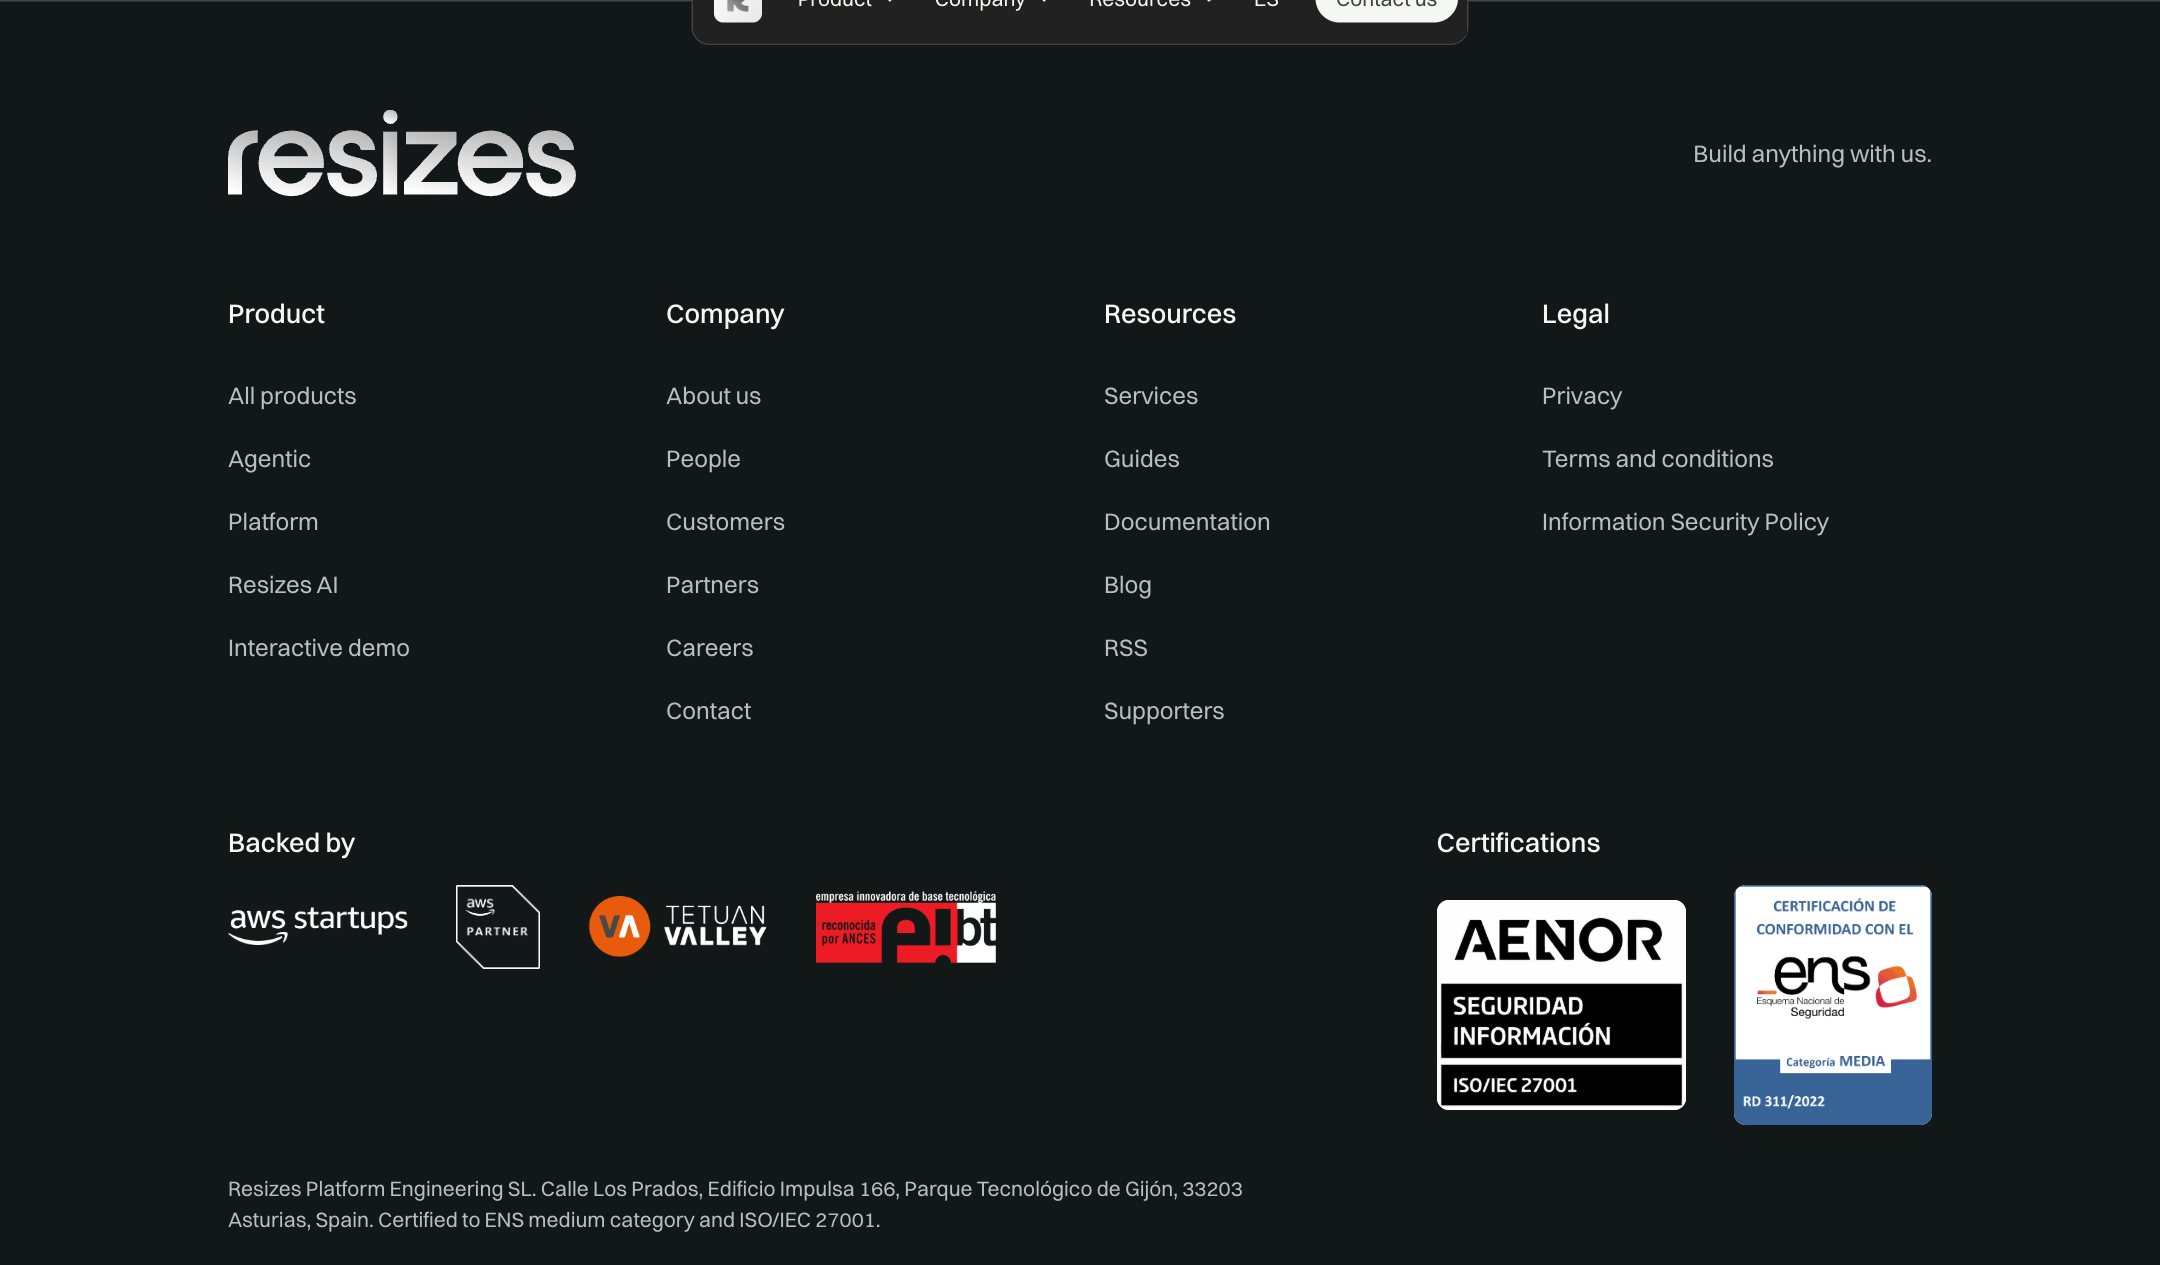 Product Company Resources ES Contact us
resizes
Build anything with us.
Product
All products
Agentic
Platform
Resizes AI
Interactive demo
Company
About us
People
Customers
Partners
Careers
Contact
Resources
Services
Guides
Documentation
Blog
RSS
Supporters
Legal
Privacy
Terms and conditions
Information Security Policy
Backed by
aws startups
aws
PARTNER
VA
TETUAN
VALLEY
empresa innovadora de base tecnológica
reconocida
por ANCES
eibt
Certifications
AENOR
SEGURIDAD
INFORMACIÓN
ISO/IEC 27001
CERTIFICACIÓN DE
CONFORMIDAD CON EL
_ens
Esquema Nacional de
Seguridad
Categoría MEDIA
RD 311/2022
Resizes Platform Engineering SL. Calle Los Prados, Edificio Impulsa 166, Parque Tecnológico de Gijón, 33203
Asturias, Spain. Certified to ENS medium category and ISO/IEC 27001.